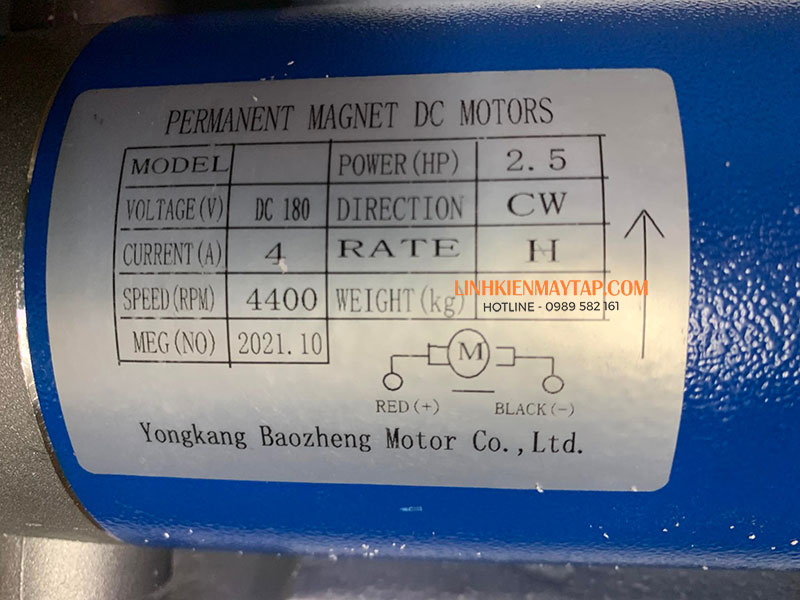 PERMANENT MAGNET DC MOTORS
MODEL POWER(HP) 2.5
VOLTAGE(V) DC 180 DIRECTION CW
CURRENT(A) 4 RATE H
SPEED(RPM) 4400 WEIGHT(kg)
LINHKIENMAYTAP.COM
HOTLINE - 0989 582 161
MEG(NO) 2021.10
M
RED(+) BLACK(-)
Yongkang Baozheng Motor Co.,Ltd.